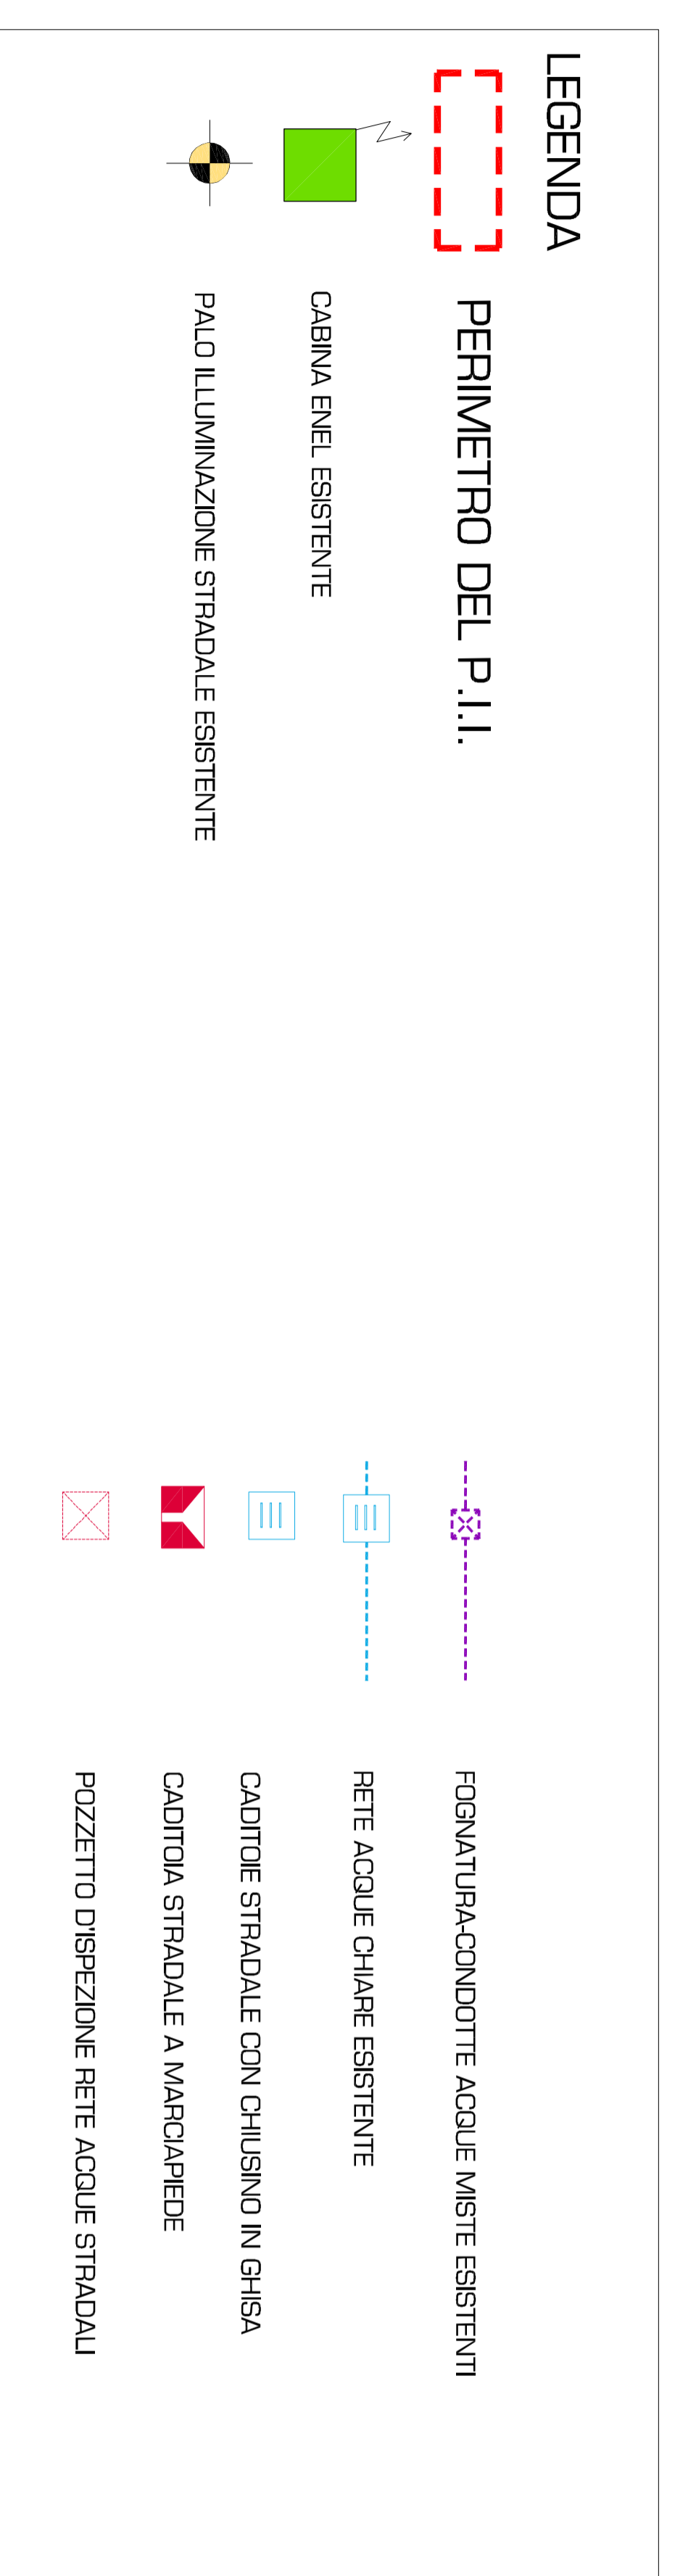 LEGENDA
PERIMETRO DEL P.I.I.
CABINA ENEL ESISTENTE
PALO ILLUMINAZIONE STRADALE ESISTENTE
FOGNATURA-CONDOTTE ACQUE MISTE ESISTENTI
RETE ACQUE CHIARE ESISTENTE
CADITOIE STRADALE CON CHIUSINO IN GHISA
CADITOIA STRADALE A MARCIAPIEDE
POZZETTO D'ISPEZIONE RETE ACQUE STRADALI